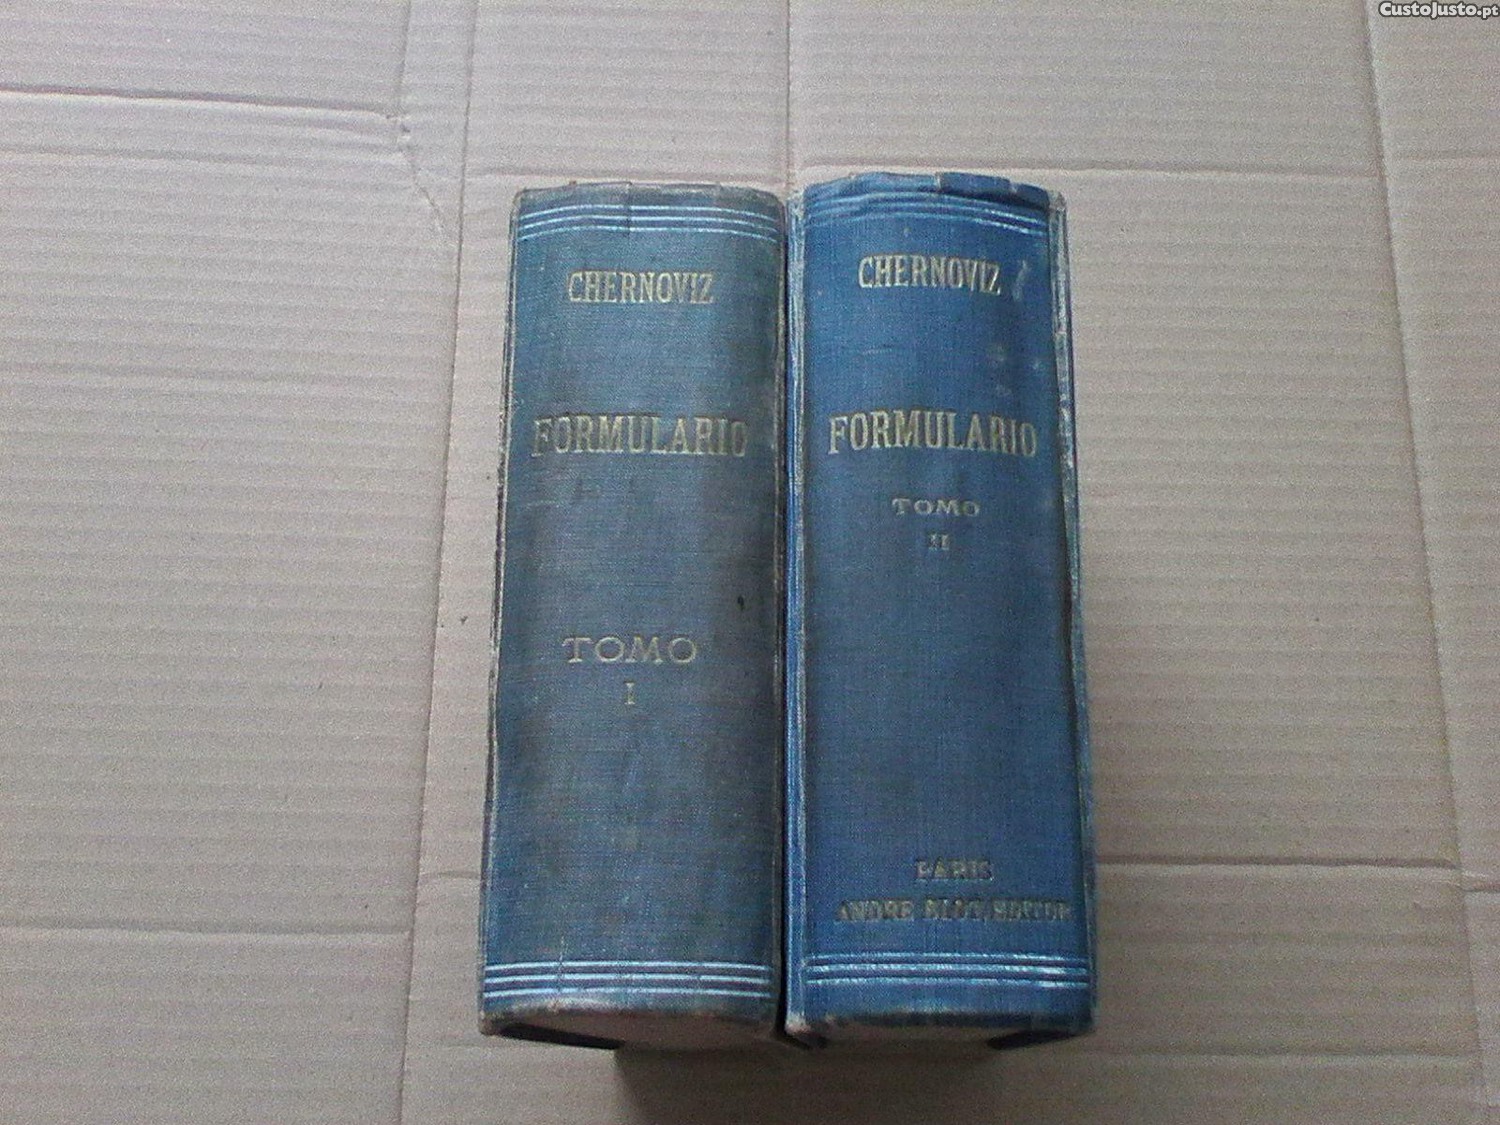 CustoJusto.pt
CHERNOVIZ
FORMULARIO
TOMO
I
CHERNOVIZ
FORMULARIO
TOMO
II
PARIS
ANDRE BLOT, EDITOR